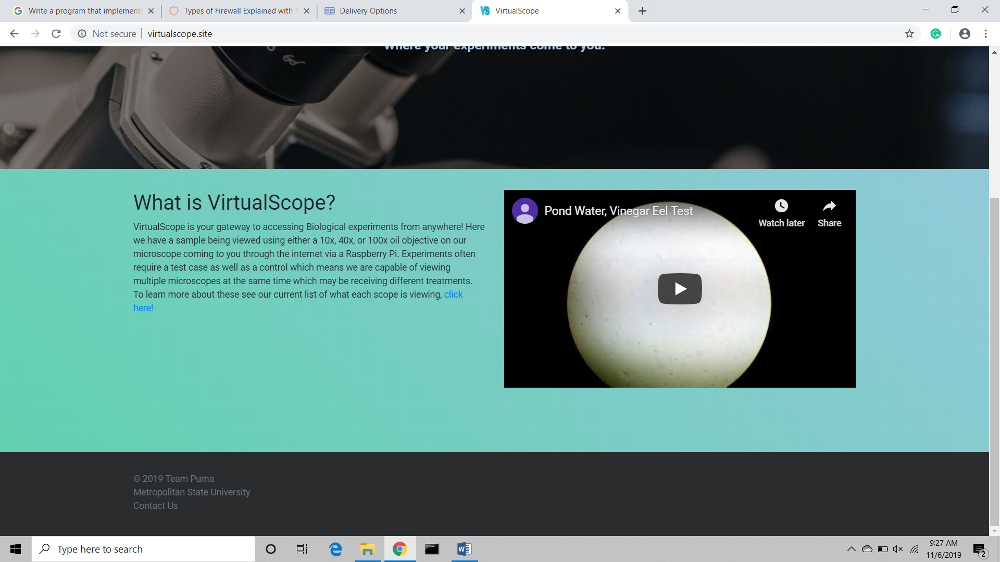 Write a program that implement
Types of Firewall Explained with
Delivery Options
VirtualScope
Not secure
virtualscope.site
Where your experiments come to you!
What is VirtualScope?
VirtualScope is your gateway to accessing Biological experiments from anywhere! Here
we have a sample being viewed using either a 10x, 40x, or 100x oil objective on our
microscope coming to you through the internet via a Raspberry Pi. Experiments often
require a test case as well as a control which means we are capable of viewing
multiple microscopes at the same time which may be receiving different treatments.
To learn more about these see our current list of what each scope is viewing, click
here!
Pond Water, Vinegar Eel Test
Watch later
Share
© 2019 Team Puma
Metropolitan State University
Contact Us
Type here to search
9:27 AM
11/6/2019
2